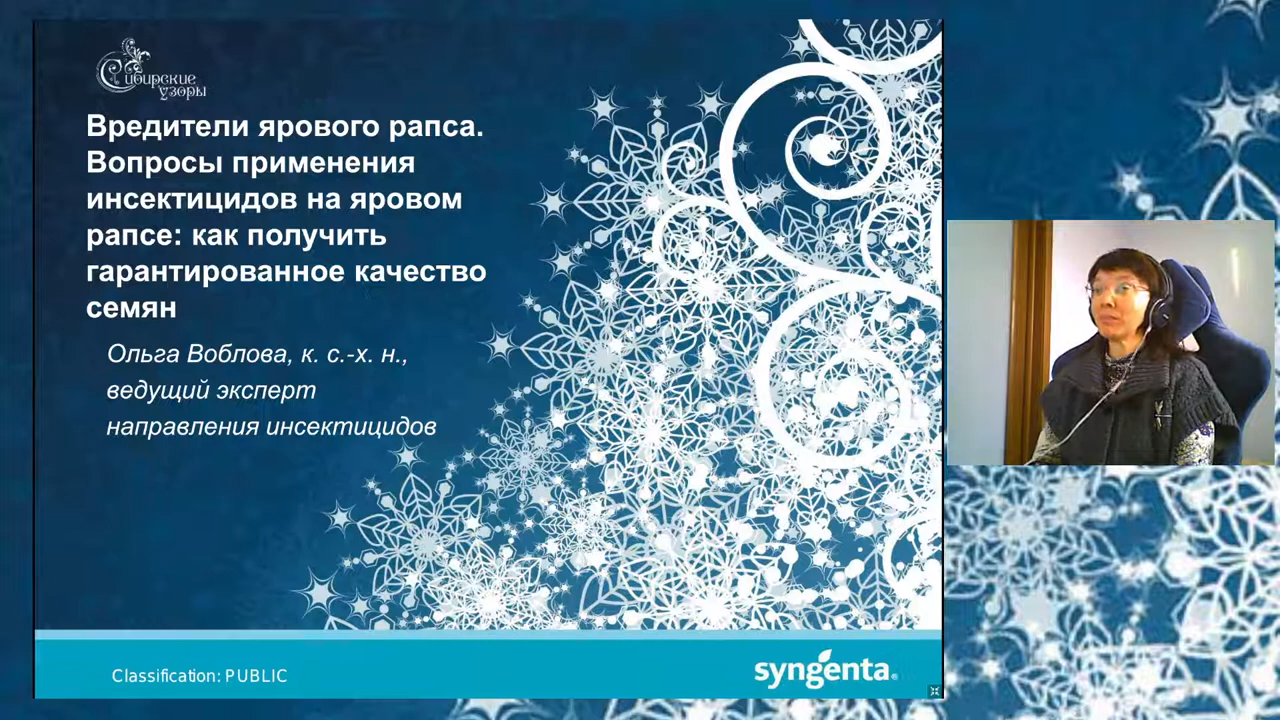 Сибирские
узоры
Вредители ярового рапса.
Вопросы применения
инсектицидов на яровом
рапсе: как получить
гарантированное качество
семян
Ольга Воблова, к. с.-х. н.,
ведущий эксперт
направления инсектицидов
Classification: PUBLIC
syngenta®